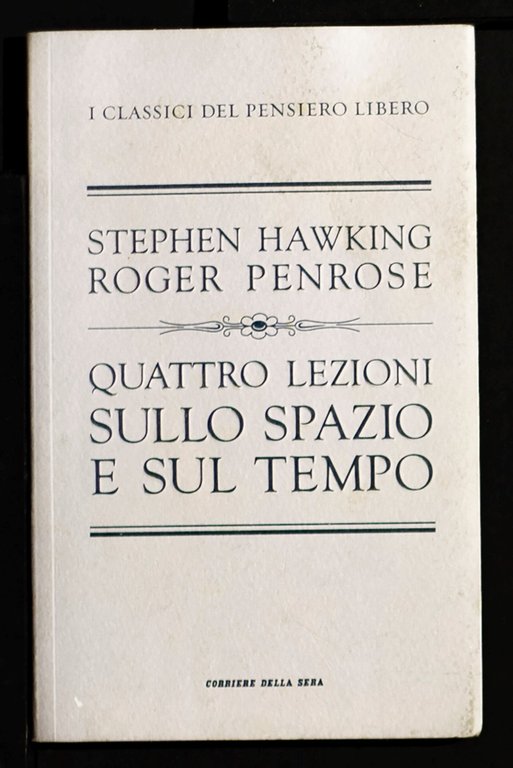 I CLASSICI DEL PENSIERO LIBERO
STEPHEN HAWKING
ROGER PENROSE
QUATTRO LEZIONI
SULLO SPAZIO
E SUL TEMPO
CORRIERE DELLA SERA